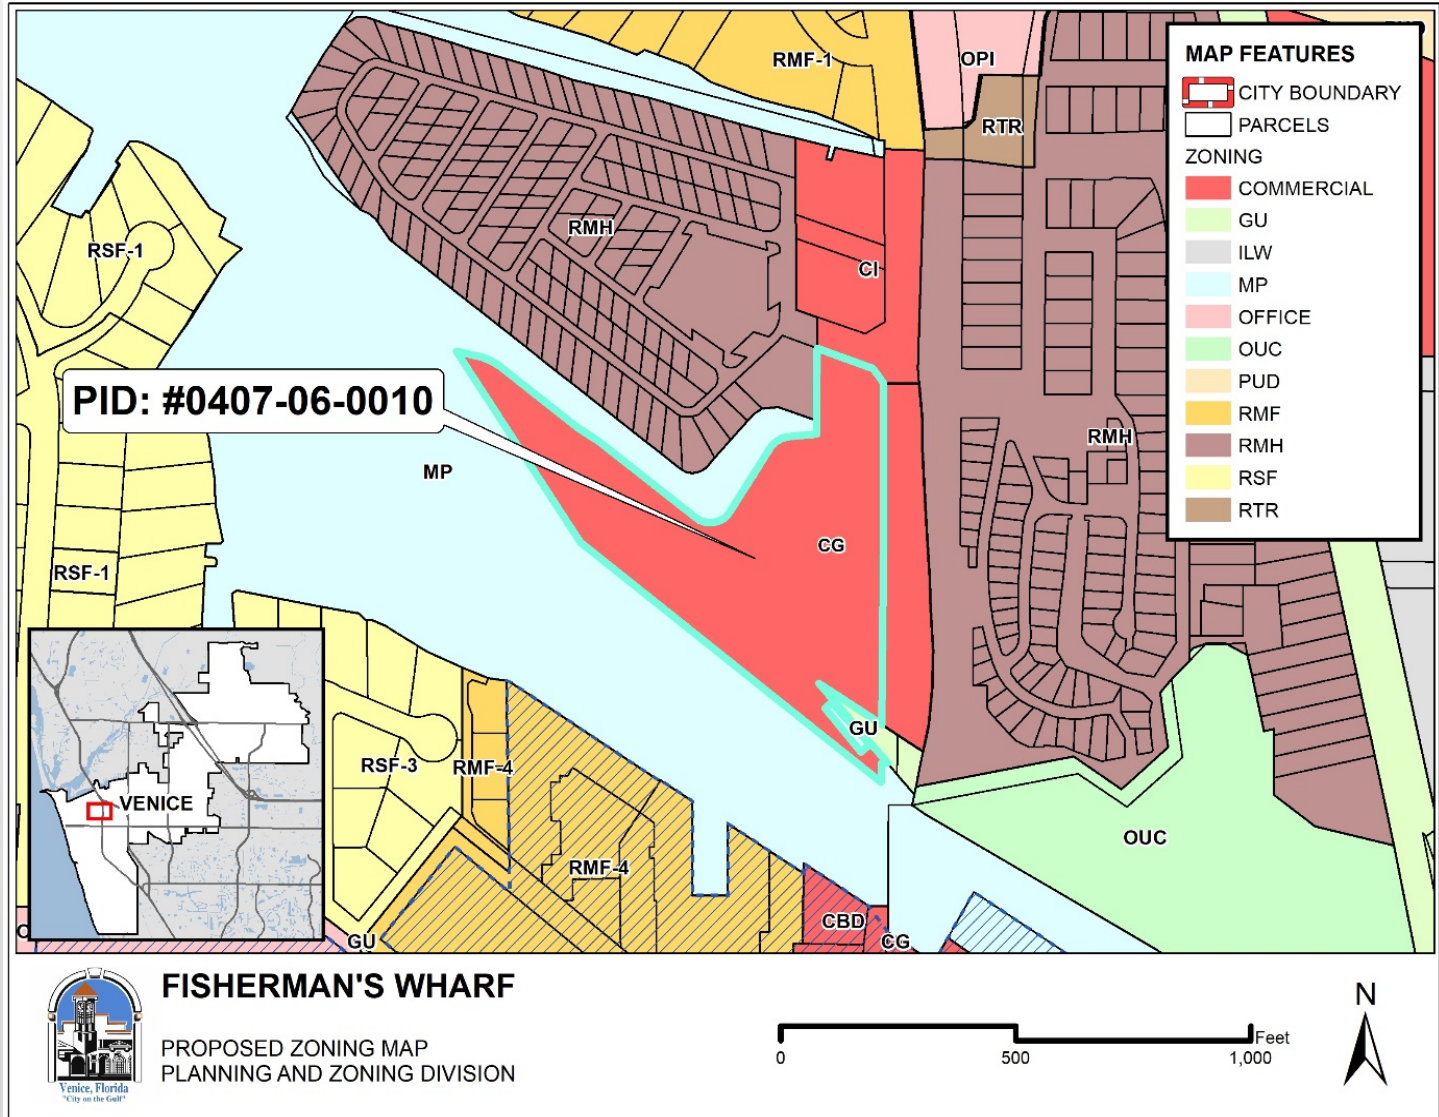 RMF-1
OPI
RTR
RSF-1
RMH
CI
PID: #0407-06-0010
MP
RMH
CG
RSF-1
GU
RSF-3
RMF-4
RMF-4
OUC
CBD
CG
GU
VENICE
MAP FEATURES
CITY BOUNDARY
PARCELS
ZONING
COMMERCIAL
GU
ILW
MP
OFFICE
OUC
PUD
RMF
RMH
RSF
RTR
FISHERMAN'S WHARF
PROPOSED ZONING MAP
PLANNING AND ZONING DIVISION
Venice, Florida
"City on the Gulf"
0 500 1,000
Feet
N